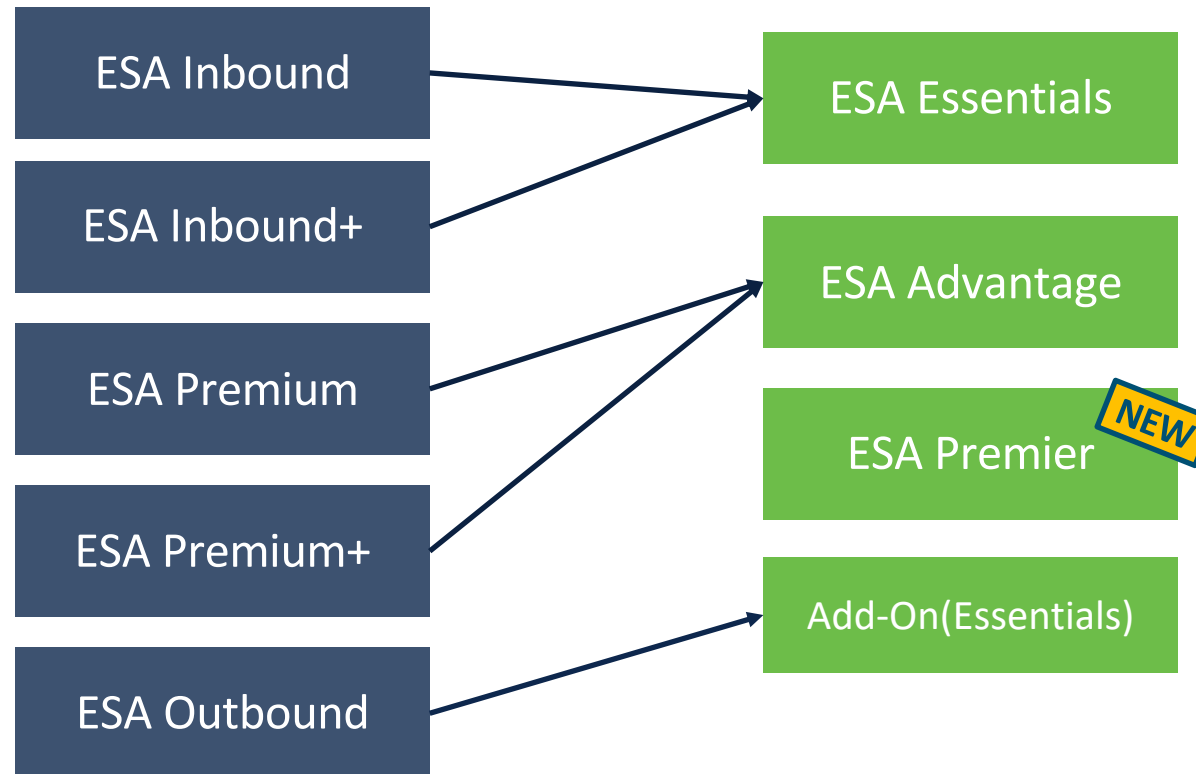 ESA Inbound
ESA Inbound+
ESA Premium
ESA Premium+
ESA Outbound
ESA Essentials
ESA Advantage
ESA Premier
NEW
Add-On(Essentials)